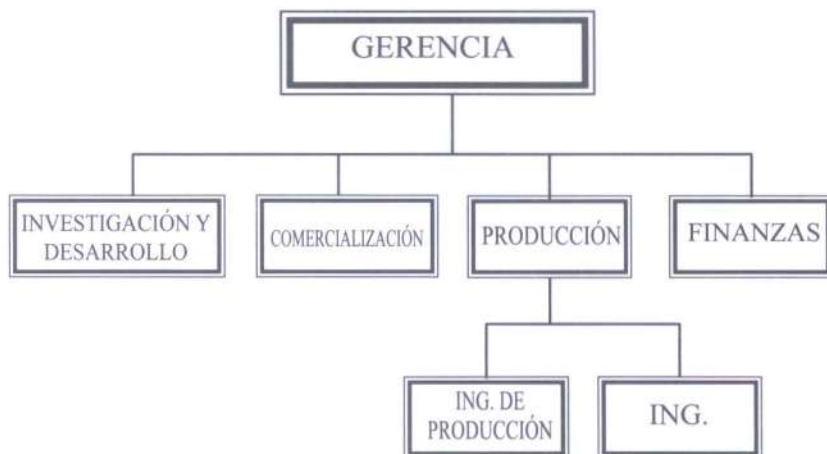 GERENCIA
INVESTIGACIÓN Y
DESARROLLO
COMERCIALIZACIÓN
PRODUCCIÓN
FINANZAS
ING. DE
PRODUCCIÓN
ING.